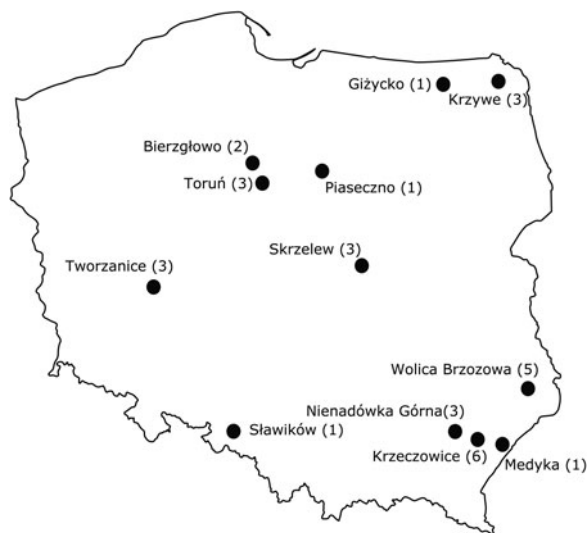 Giżycko (1)
Krzywe (3)
Bierzgłowo (2)
Toruń (3)
Piaseczno (1)
Skrzelew (3)
Tworzanice (3)
Wolica Brzozowa (5)
Nienadówka Górna(3)
Sławików (1)
Krzeczowice (6)
Medyka (1)